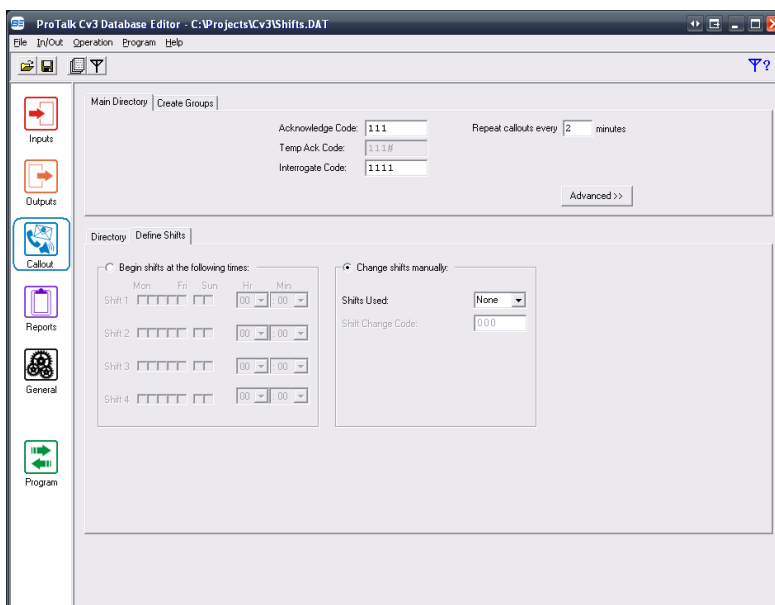 ProTalk Cv3 Database Editor - C:\Projects\Cv3\Shifts.DAT
File In/Out Operation Program Help
?
Inputs
Outputs
Callout
Reports
General
Program
Main Directory Create Groups
Acknowledge Code: 111 Repeat callouts every 2 minutes
Temp Ack Code: 111#
Interrogate Code: 1111
Advanced >>
Directory Define Shifts
Begin shifts at the following times:
Mon Fri Sun Hr Min
Shift 1 00 : 00
Shift 2 00 : 00
Shift 3 00 : 00
Shift 4 00 : 00
Change shifts manually:
Shifts Used: None
Shift Change Code: 000